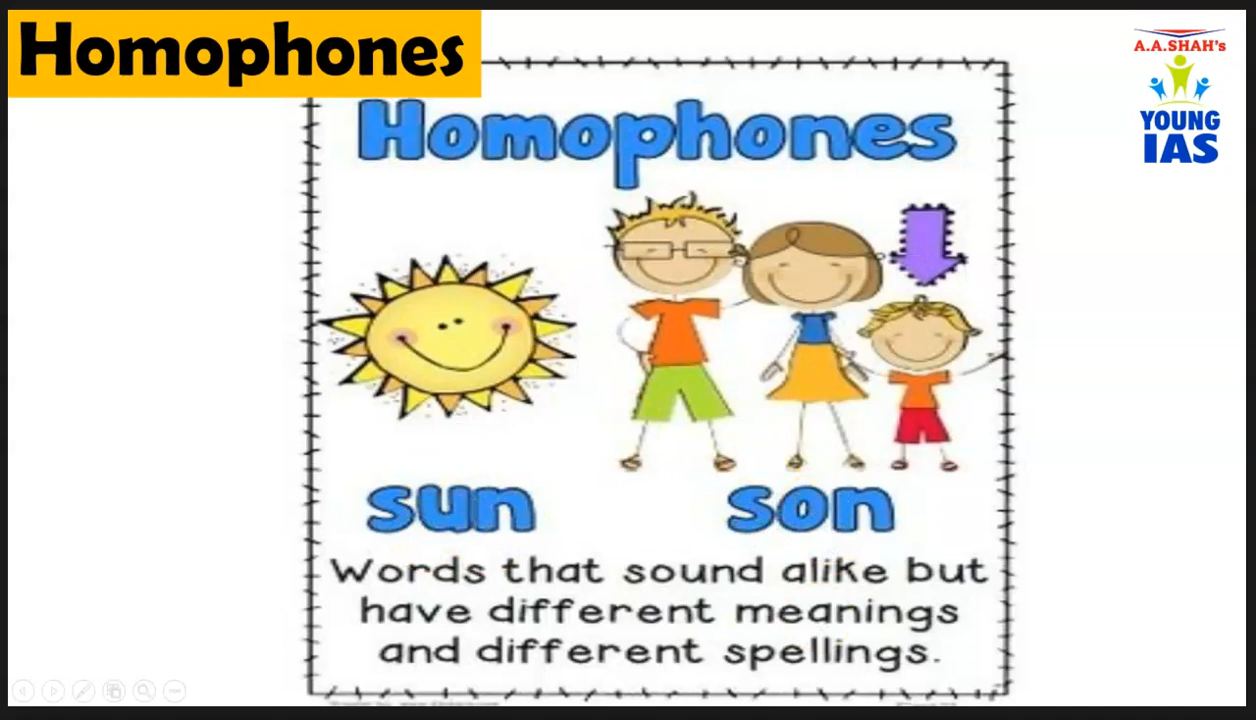 Homophones
A.A.SHAH's
YOUNG
IAS
Homophones
sun son
Words that sound alike but
have different meanings
and different spellings.